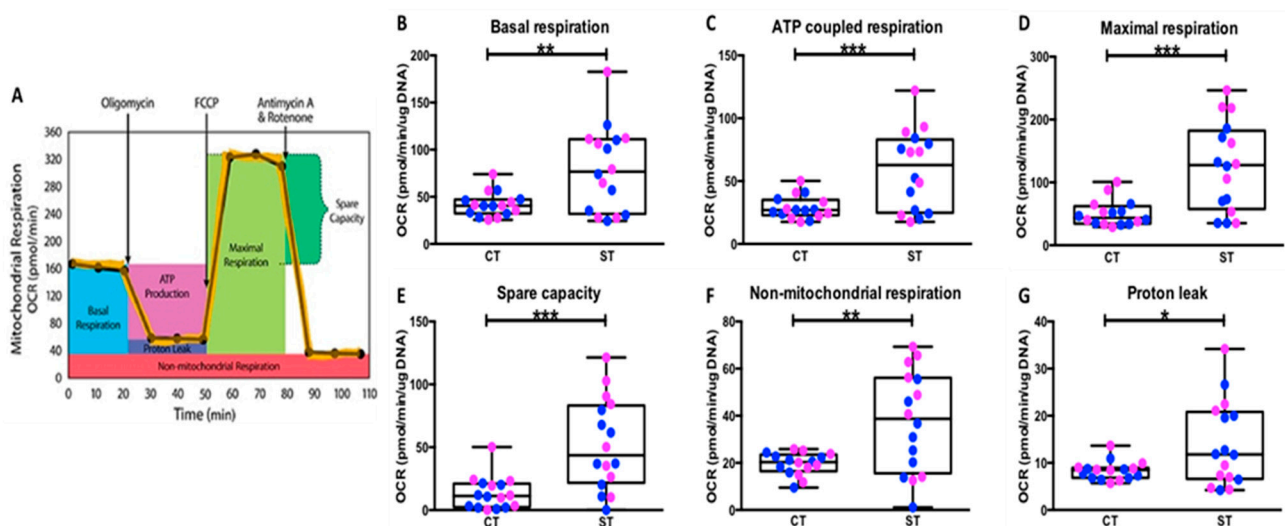 A
Oligomycin
FCCP
Antimycin A
& Rotenone
Mitochondrial Respiration
OCR (pmol/min)
360
320
280
240
200
160
120
80
40
0
Basal
Respiration
ATP
Production
Proton Leak
Maximal
Respiration
Spare
Capacity
Non-mitochondrial Respiration
0 10 20 30 40 50 60 70 80 90 100 110
Time (min)
B
Basal respiration
**
OCR (pmol/min/ug DNA)
200
150
100
50
0
CT ST
C
ATP coupled respiration
***
OCR (pmol/min/ug DNA)
150
100
50
0
CT ST
D
Maximal respiration
***
OCR (pmol/min/ug DNA)
300
200
100
0
CT ST
E
Spare capacity
***
OCR (pmol/min/ug DNA)
150
100
50
0
CT ST
F
Non-mitochondrial respiration
**
OCR (pmol/min/ug DNA)
80
60
40
20
0
CT ST
G
Proton leak
*
OCR (pmol/min/ug DNA)
40
30
20
10
0
CT ST